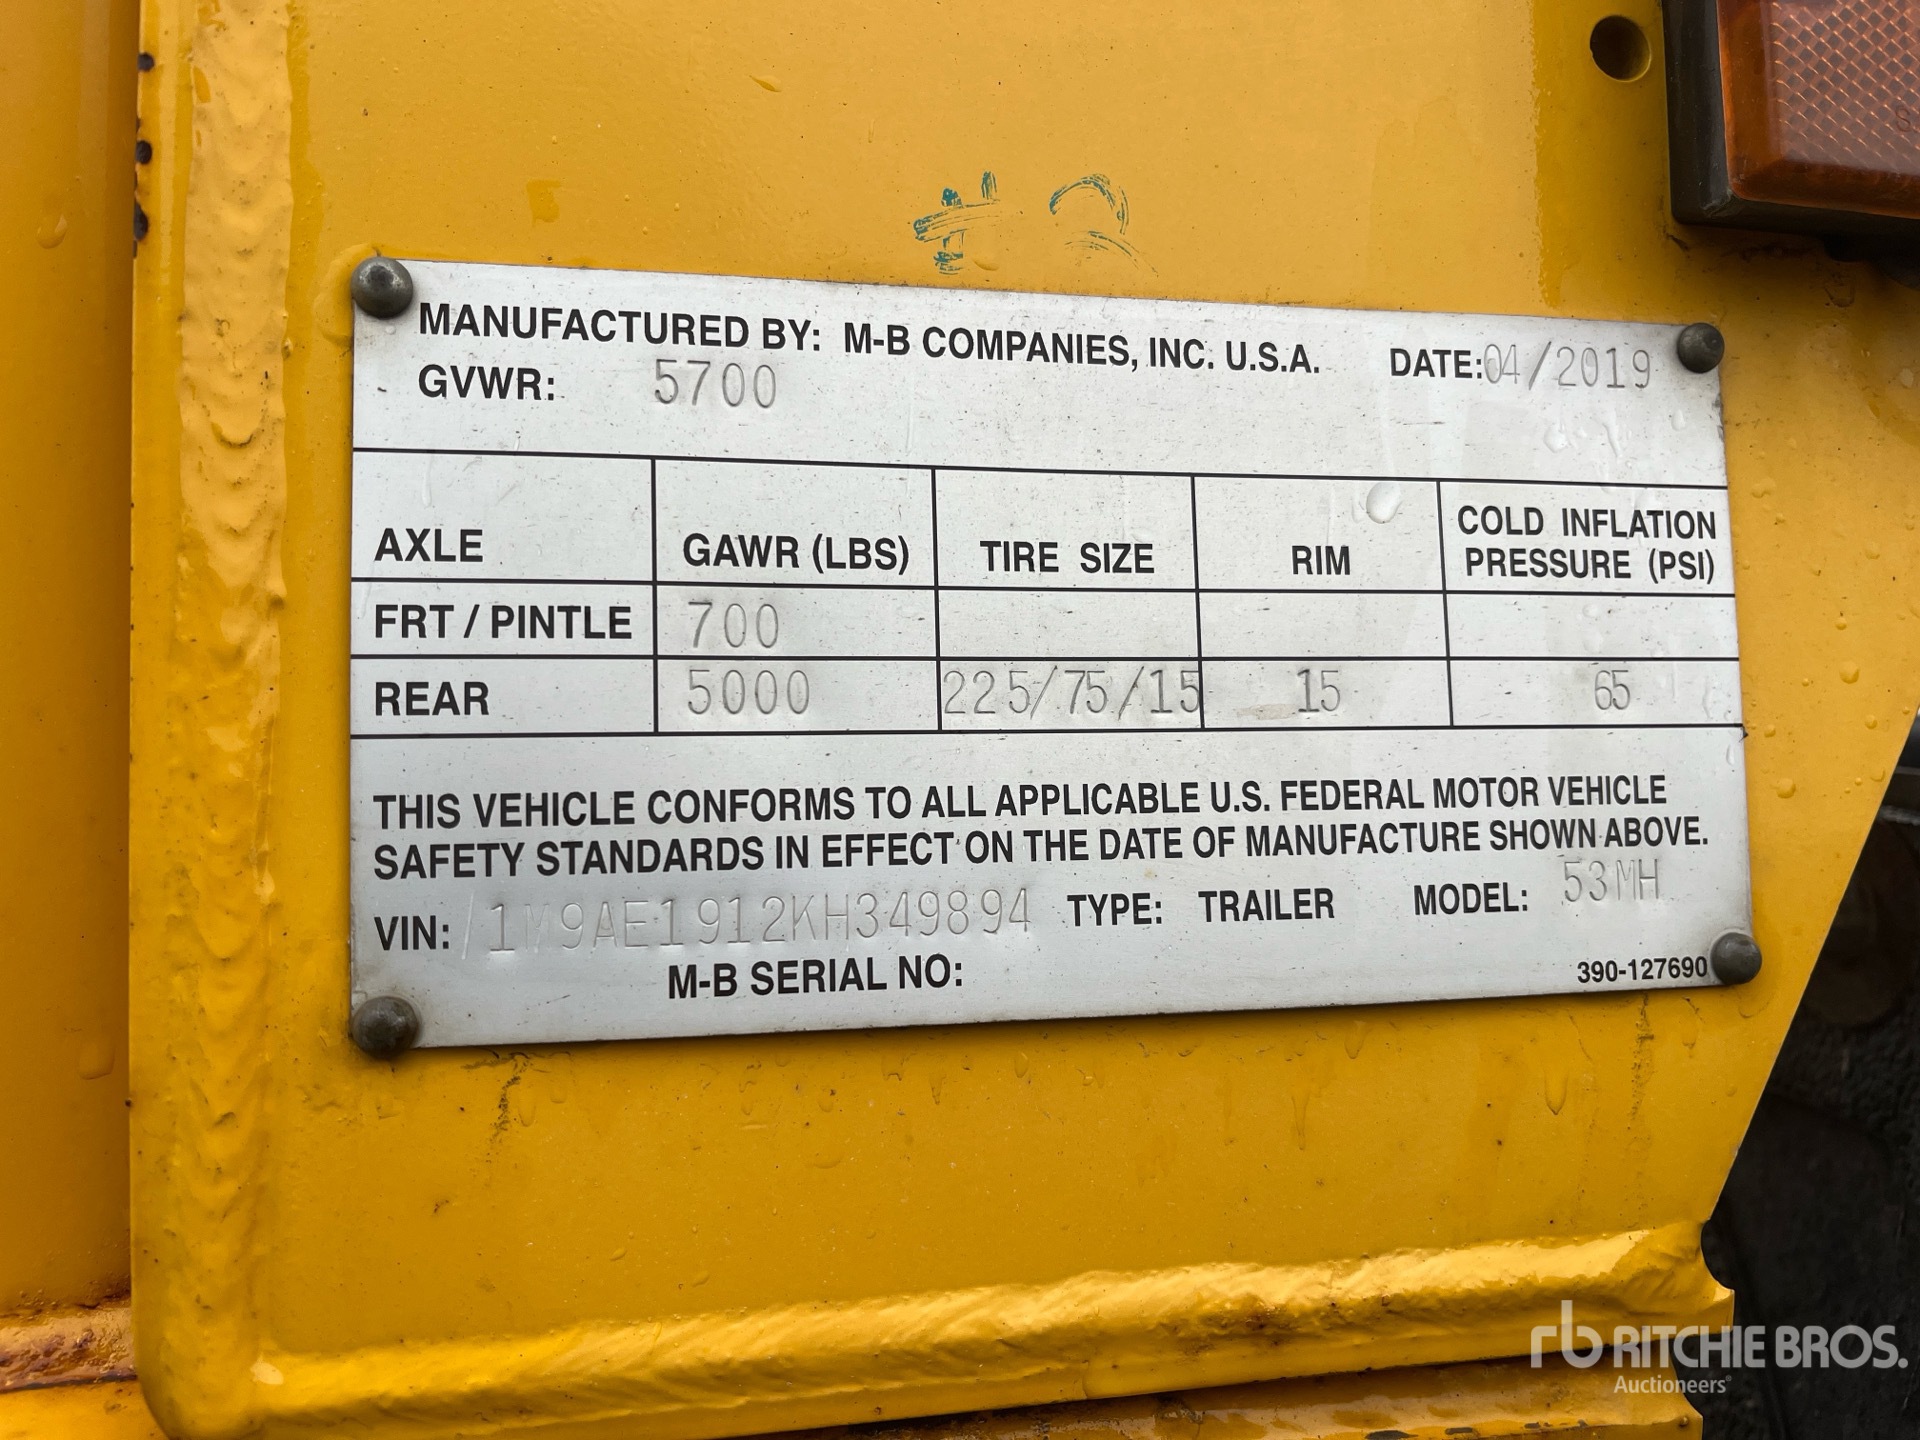 #2
MANUFACTURED BY: M-B COMPANIES, INC. U.S.A. DATE: 04/2019
GVWR: 5700
AXLE GAWR (LBS) TIRE SIZE RIM COLD INFLATION PRESSURE (PSI)
FRT / PINTLE 700
REAR 5000 225/75/15 15 65
THIS VEHICLE CONFORMS TO ALL APPLICABLE U.S. FEDERAL MOTOR VEHICLE
SAFETY STANDARDS IN EFFECT ON THE DATE OF MANUFACTURE SHOWN ABOVE.
VIN: 1M9AE1912KH349894 TYPE: TRAILER MODEL: 53MH
M-B SERIAL NO: 390-127690
rb RITCHIE BROS.
Auctioneers